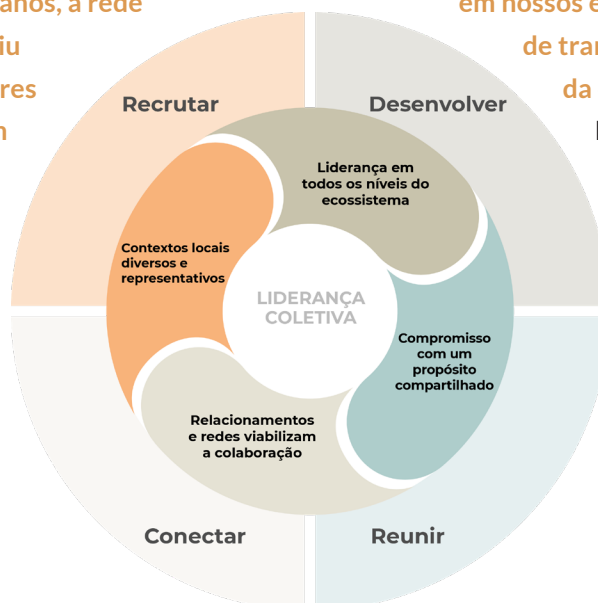 anos, a rede
iu
res
em nossos e
de tran
da
Recrutar
Desenvolver
Liderança em
todos os níveis do
ecossistema
Contextos locais
diversos e
representativos
LIDERANÇA
COLETIVA
Compromisso
com um
propósito
compartilhado
Relacionamentos
e redes viabilizam
a colaboração
Conectar
Reunir